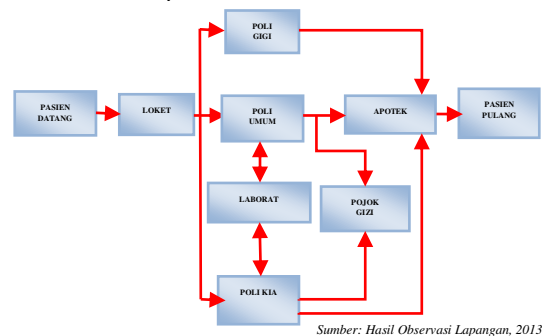 POLI
GIGI
PASIEN
DATANG
LOKET
POLI
UMUM
APOTEK
PASIEN
PULANG
LABORAT
POJOK
GIZI
POLI KIA
Sumber: Hasil Observasi Lapangan, 2013